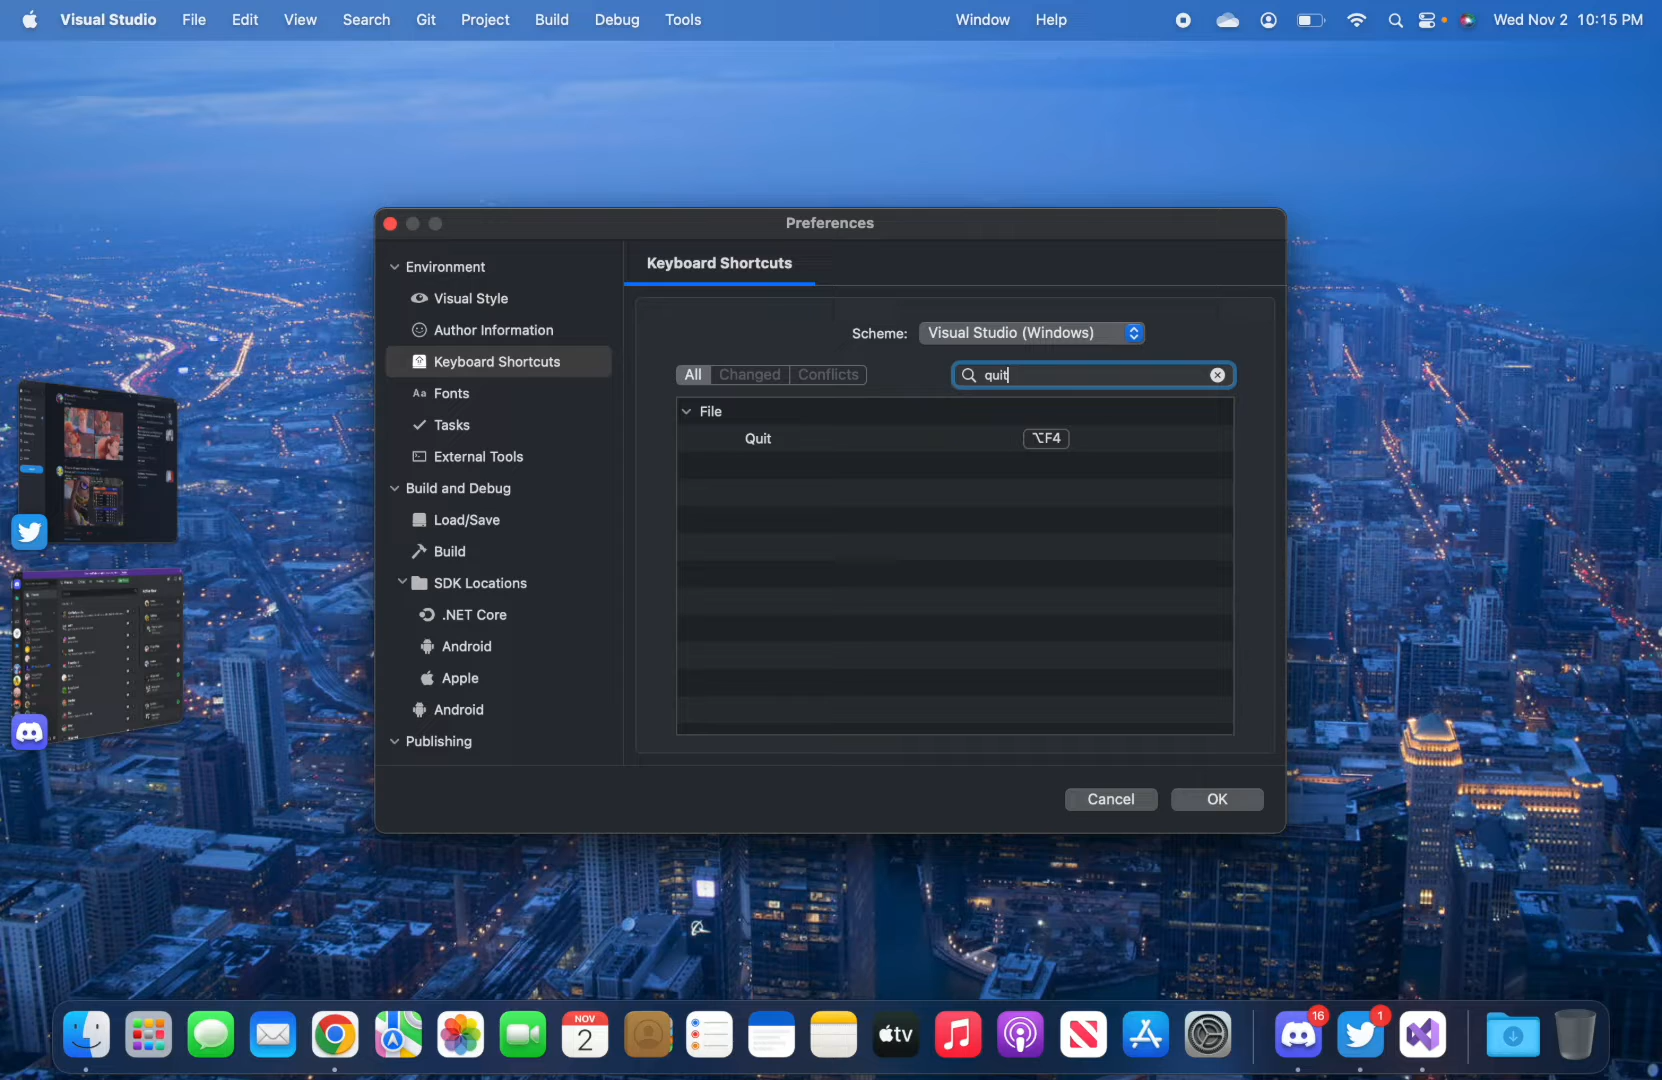 Visual Studio File Edit View Search Git Project Build Debug Tools Window Help Wed Nov 2 10:15 PM
Preferences
Environment
Visual Style
Author Information
Keyboard Shortcuts
Fonts
Tasks
External Tools
Build and Debug
Load/Save
Build
SDK Locations
.NET Core
Android
Apple
Android
Publishing
Keyboard Shortcuts
Scheme: Visual Studio (Windows)
All Changed Conflicts quit
File
Quit ⌥F4
Cancel OK
NOV
2
tv
16
1